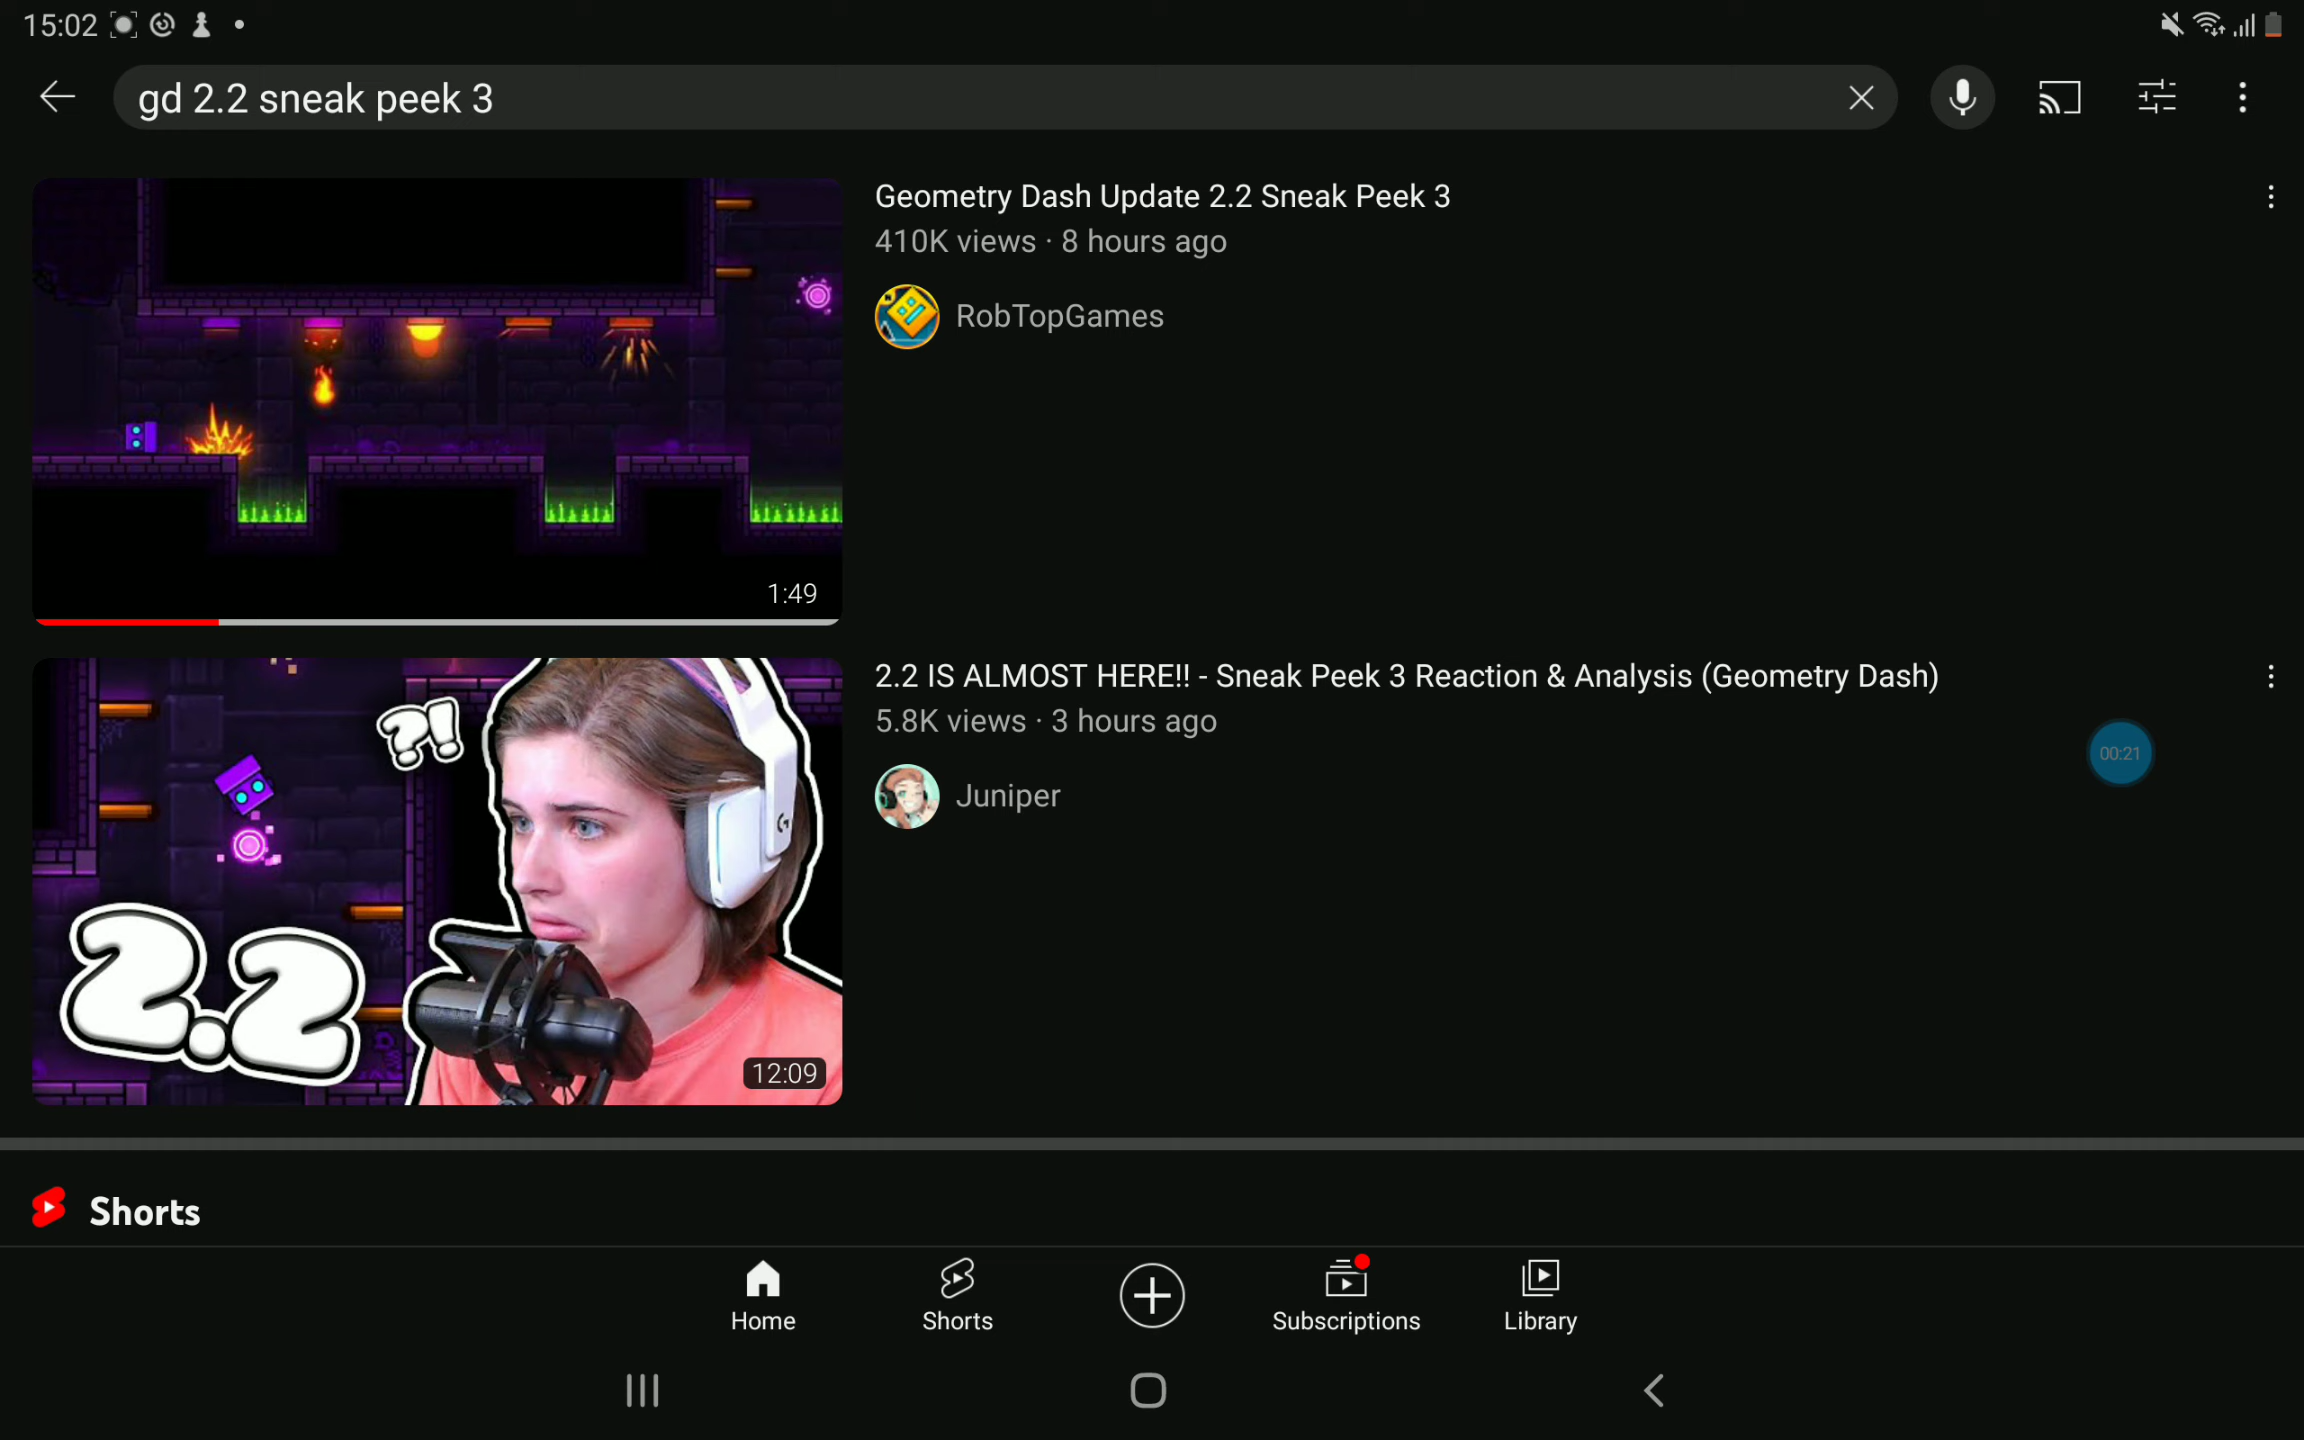 15:02
gd 2.2 sneak peek 3
Geometry Dash Update 2.2 Sneak Peek 3
410K views · 8 hours ago
RobTopGames
1:49
2.2 IS ALMOST HERE!! - Sneak Peek 3 Reaction & Analysis (Geometry Dash)
5.8K views · 3 hours ago
Juniper
00:21
?!
2.2
12:09
Shorts
Home
Shorts
Subscriptions
Library